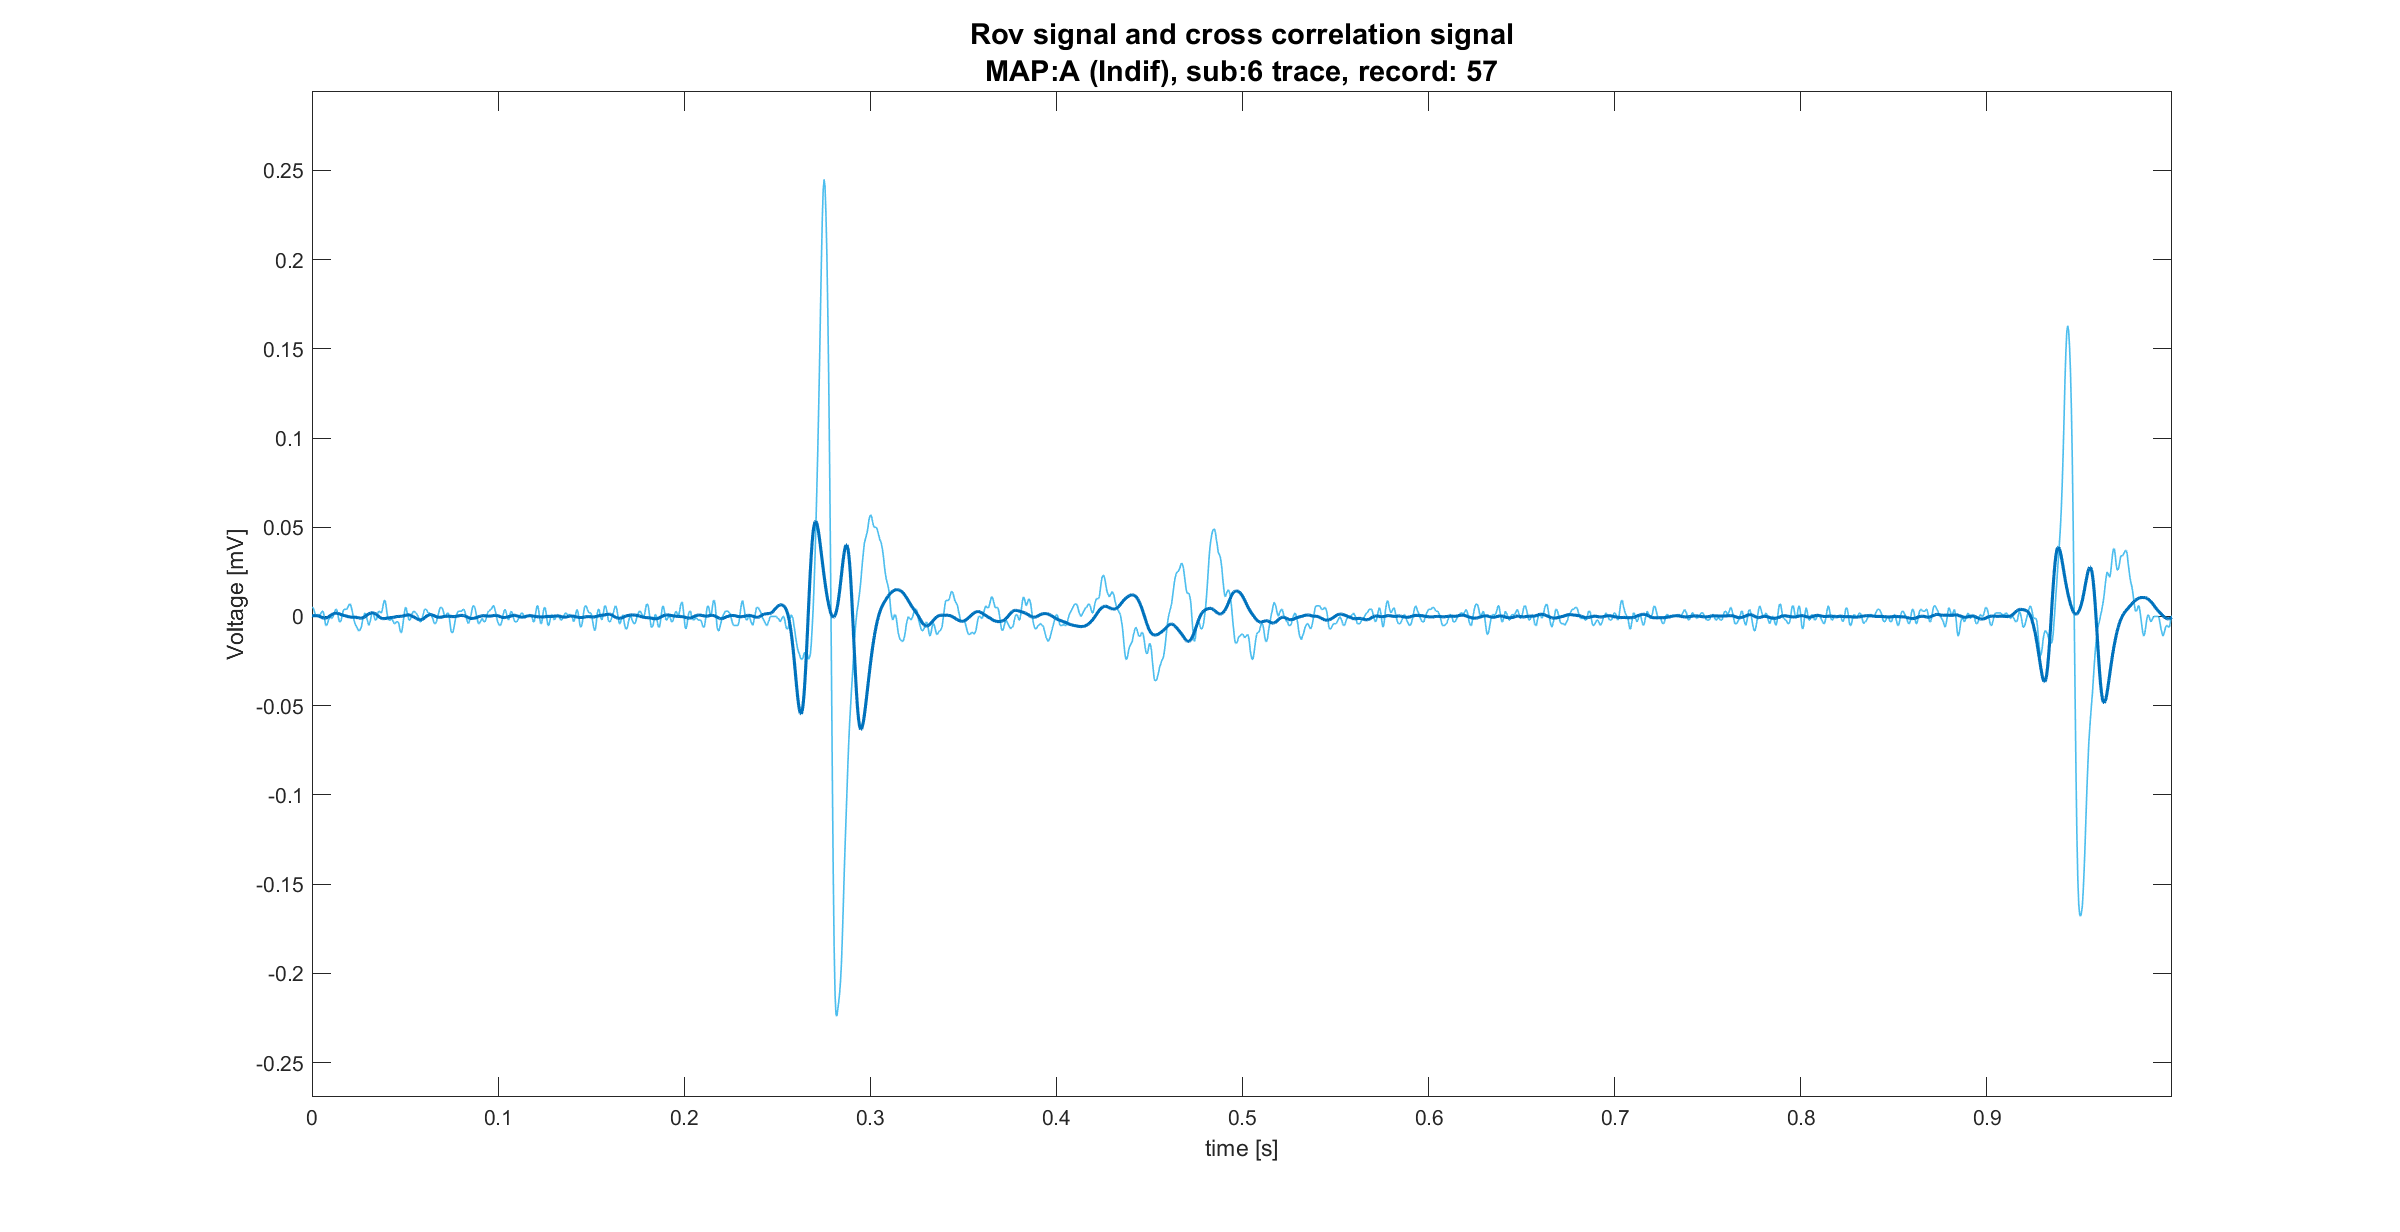 Rov signal and cross correlation signal
MAP:A (Indif), sub:6 trace, record: 57
Voltage [mV]
0.25
0.2
0.15
0.1
0.05
0
-0.05
-0.1
-0.15
-0.2
-0.25
0 0.1 0.2 0.3 0.4 0.5 0.6 0.7 0.8 0.9
time [s]